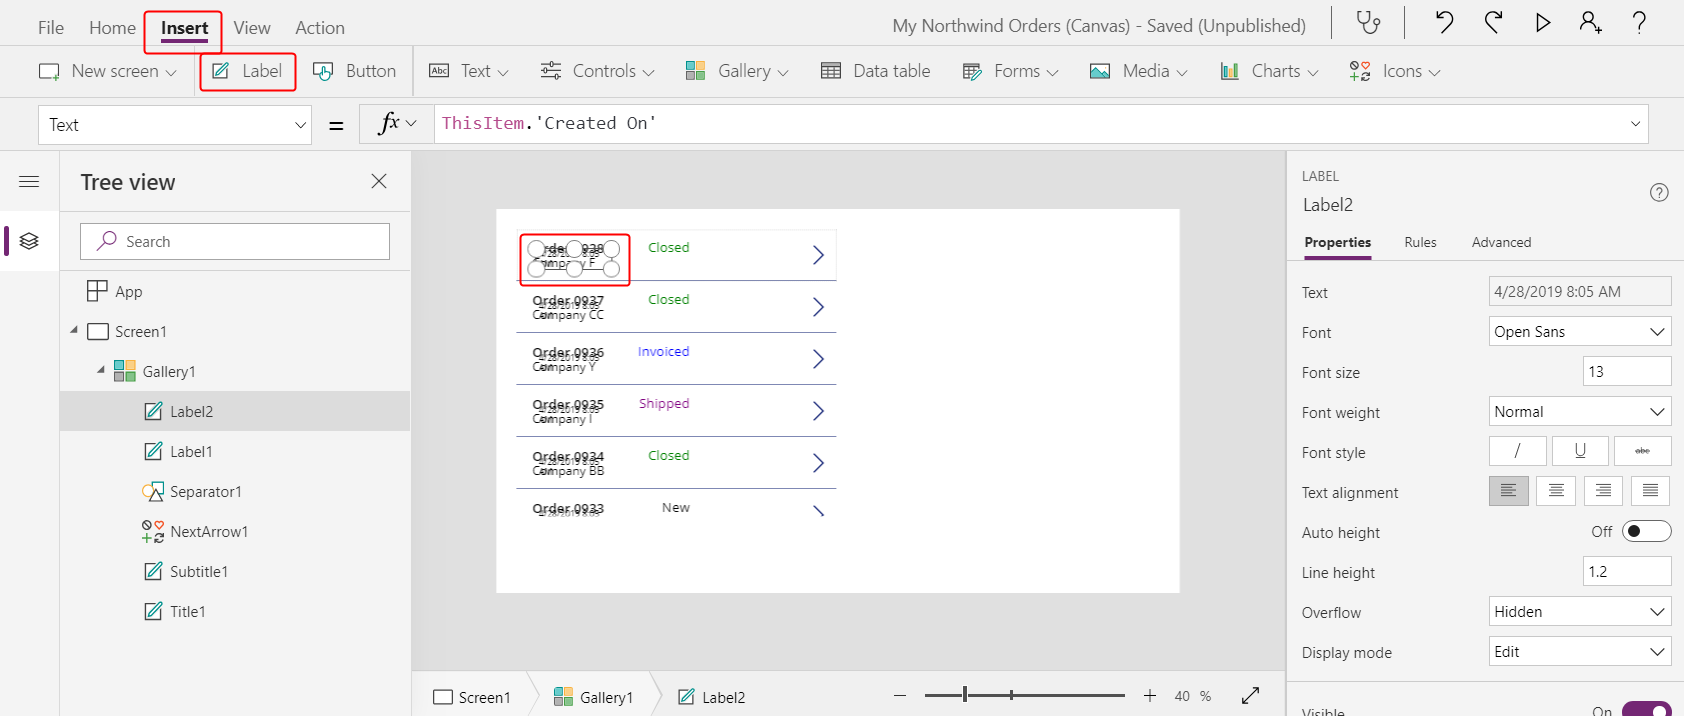 File Home Insert View Action
My Northwind Orders (Canvas) - Saved (Unpublished)
New screen Label Button Text Controls Gallery Data table Forms Media Charts Icons
Text = fx ThisItem.'Created On'
Tree view
Search
App
Screen1
Gallery1
Label2
Label1
Separator1
NextArrow1
Subtitle1
Title1
Order 0938 Closed
Company F
Order 0937 Closed
Company CC
Order 0936 Invoiced
Company Y
Order 0935 Shipped
Company I
Order 0934 Closed
Company BB
Order 0933 New
Screen1 Gallery1 Label2
40 %
LABEL
Label2
Properties Rules Advanced
Text 4/28/2019 8:05 AM
Font Open Sans
Font size 13
Font weight Normal
Font style / U abc
Text alignment
Auto height Off
Line height 1.2
Overflow Hidden
Display mode Edit
Visible On